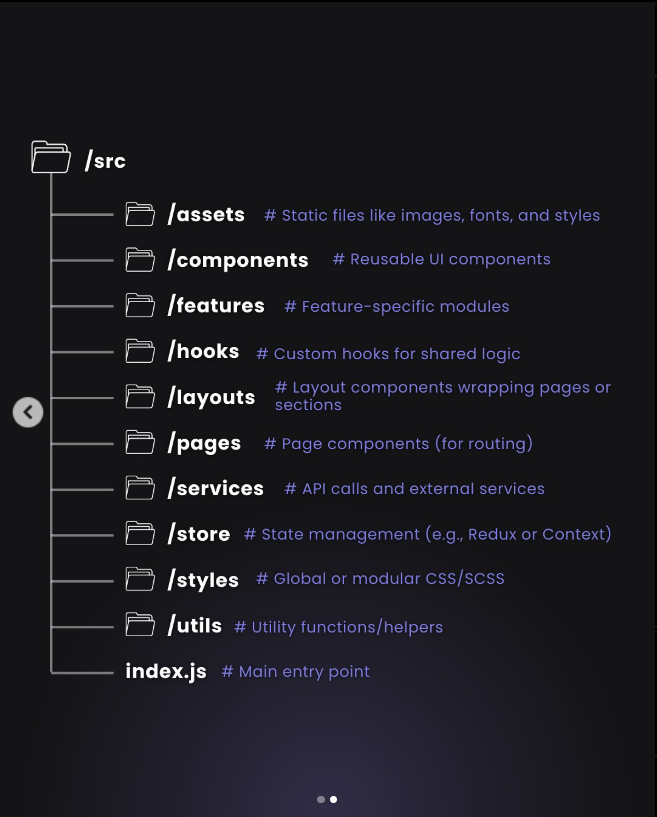 /src
/assets # Static files like images, fonts, and styles
/components # Reusable UI components
/features # Feature-specific modules
/hooks # Custom hooks for shared logic
/layouts # Layout components wrapping pages or
sections
/pages # Page components (for routing)
/services # API calls and external services
/store # State management (e.g., Redux or Context)
/styles # Global or modular CSS/SCSS
/utils # Utility functions/helpers
index.js # Main entry point